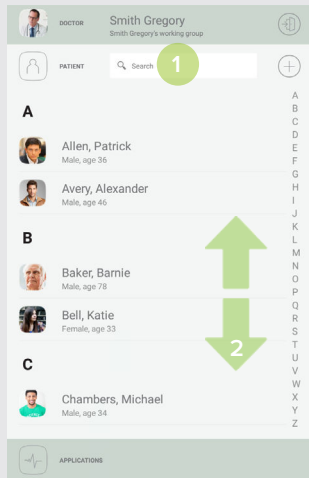 DOCTOR
Smith Gregory
Smith Gregory's working group
PATIENT
Search
1
A
Allen, Patrick
Male, age 36
Avery, Alexander
Male, age 46
B
Baker, Barnie
Male, age 78
Bell, Katie
Female, age 33
C
Chambers, Michael
Male, age 34
2
A
B
C
D
E
F
G
H
I
J
K
L
M
N
O
P
Q
R
S
T
U
V
W
X
Y
Z
APPLICATIONS